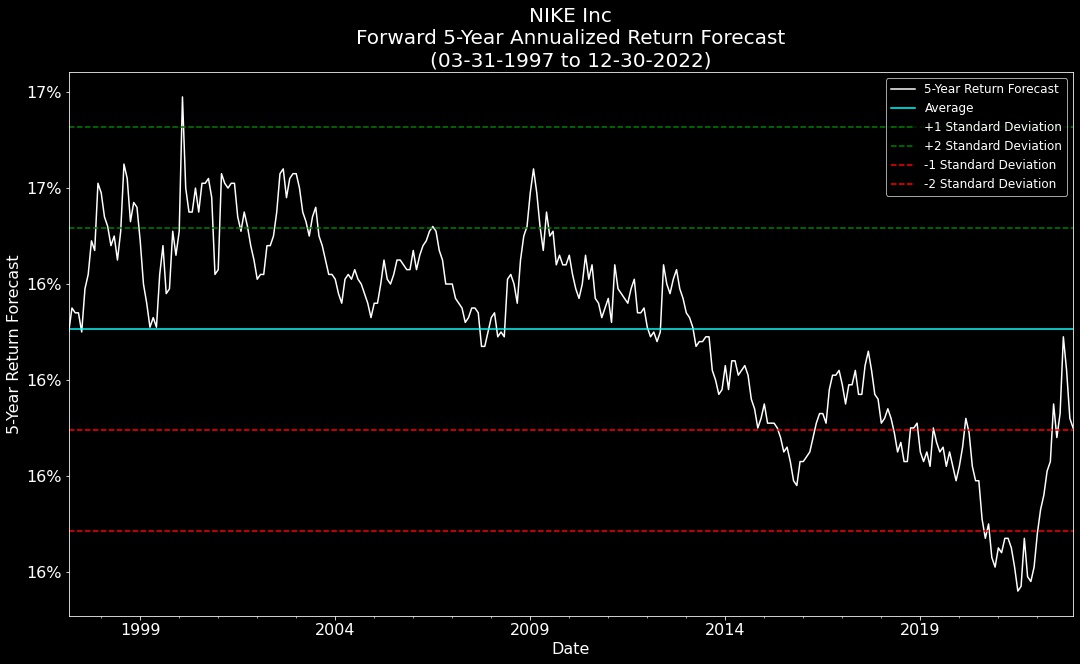 NIKE Inc
Forward 5-Year Annualized Return Forecast
(03-31-1997 to 12-30-2022)
5-Year Return Forecast
17%
17%
16%
16%
16%
16%
5-Year Return Forecast
Average
+1 Standard Deviation
+2 Standard Deviation
-1 Standard Deviation
-2 Standard Deviation
1999 2004 2009 2014 2019
Date